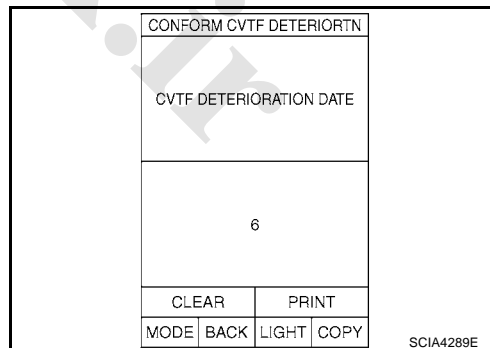 CONFORM CVTF DETERIORTN
CVTF DETERIORATION DATE
6
CLEAR PRINT
MODE BACK LIGHT COPY
SCIA4289E